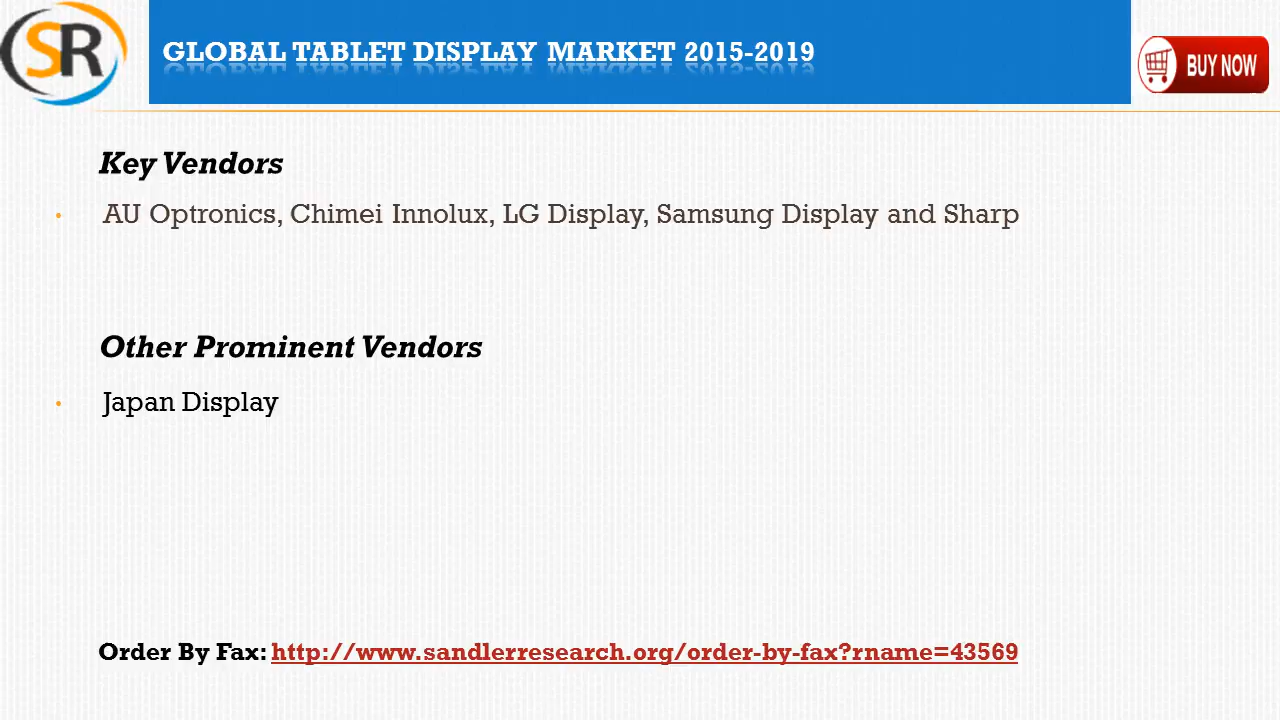 SR
GLOBAL TABLET DISPLAY MARKET 2015-2019
BUY NOW
Key Vendors
• AU Optronics, Chimei Innolux, LG Display, Samsung Display and Sharp
Other Prominent Vendors
• Japan Display
Order By Fax: http://www.sandlerresearch.org/order-by-fax?rname=43569